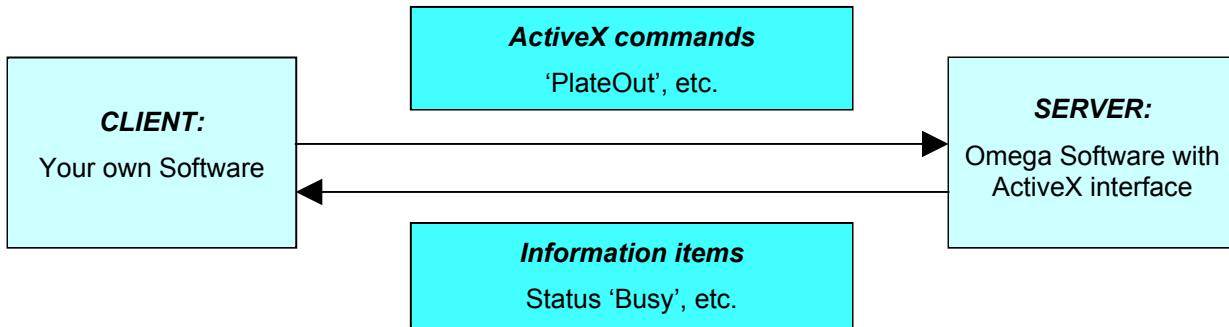 ActiveX commands
‘PlateOut’, etc.
CLIENT:
Your own Software
SERVER:
Omega Software with
ActiveX interface
Information items
Status ‘Busy’, etc.